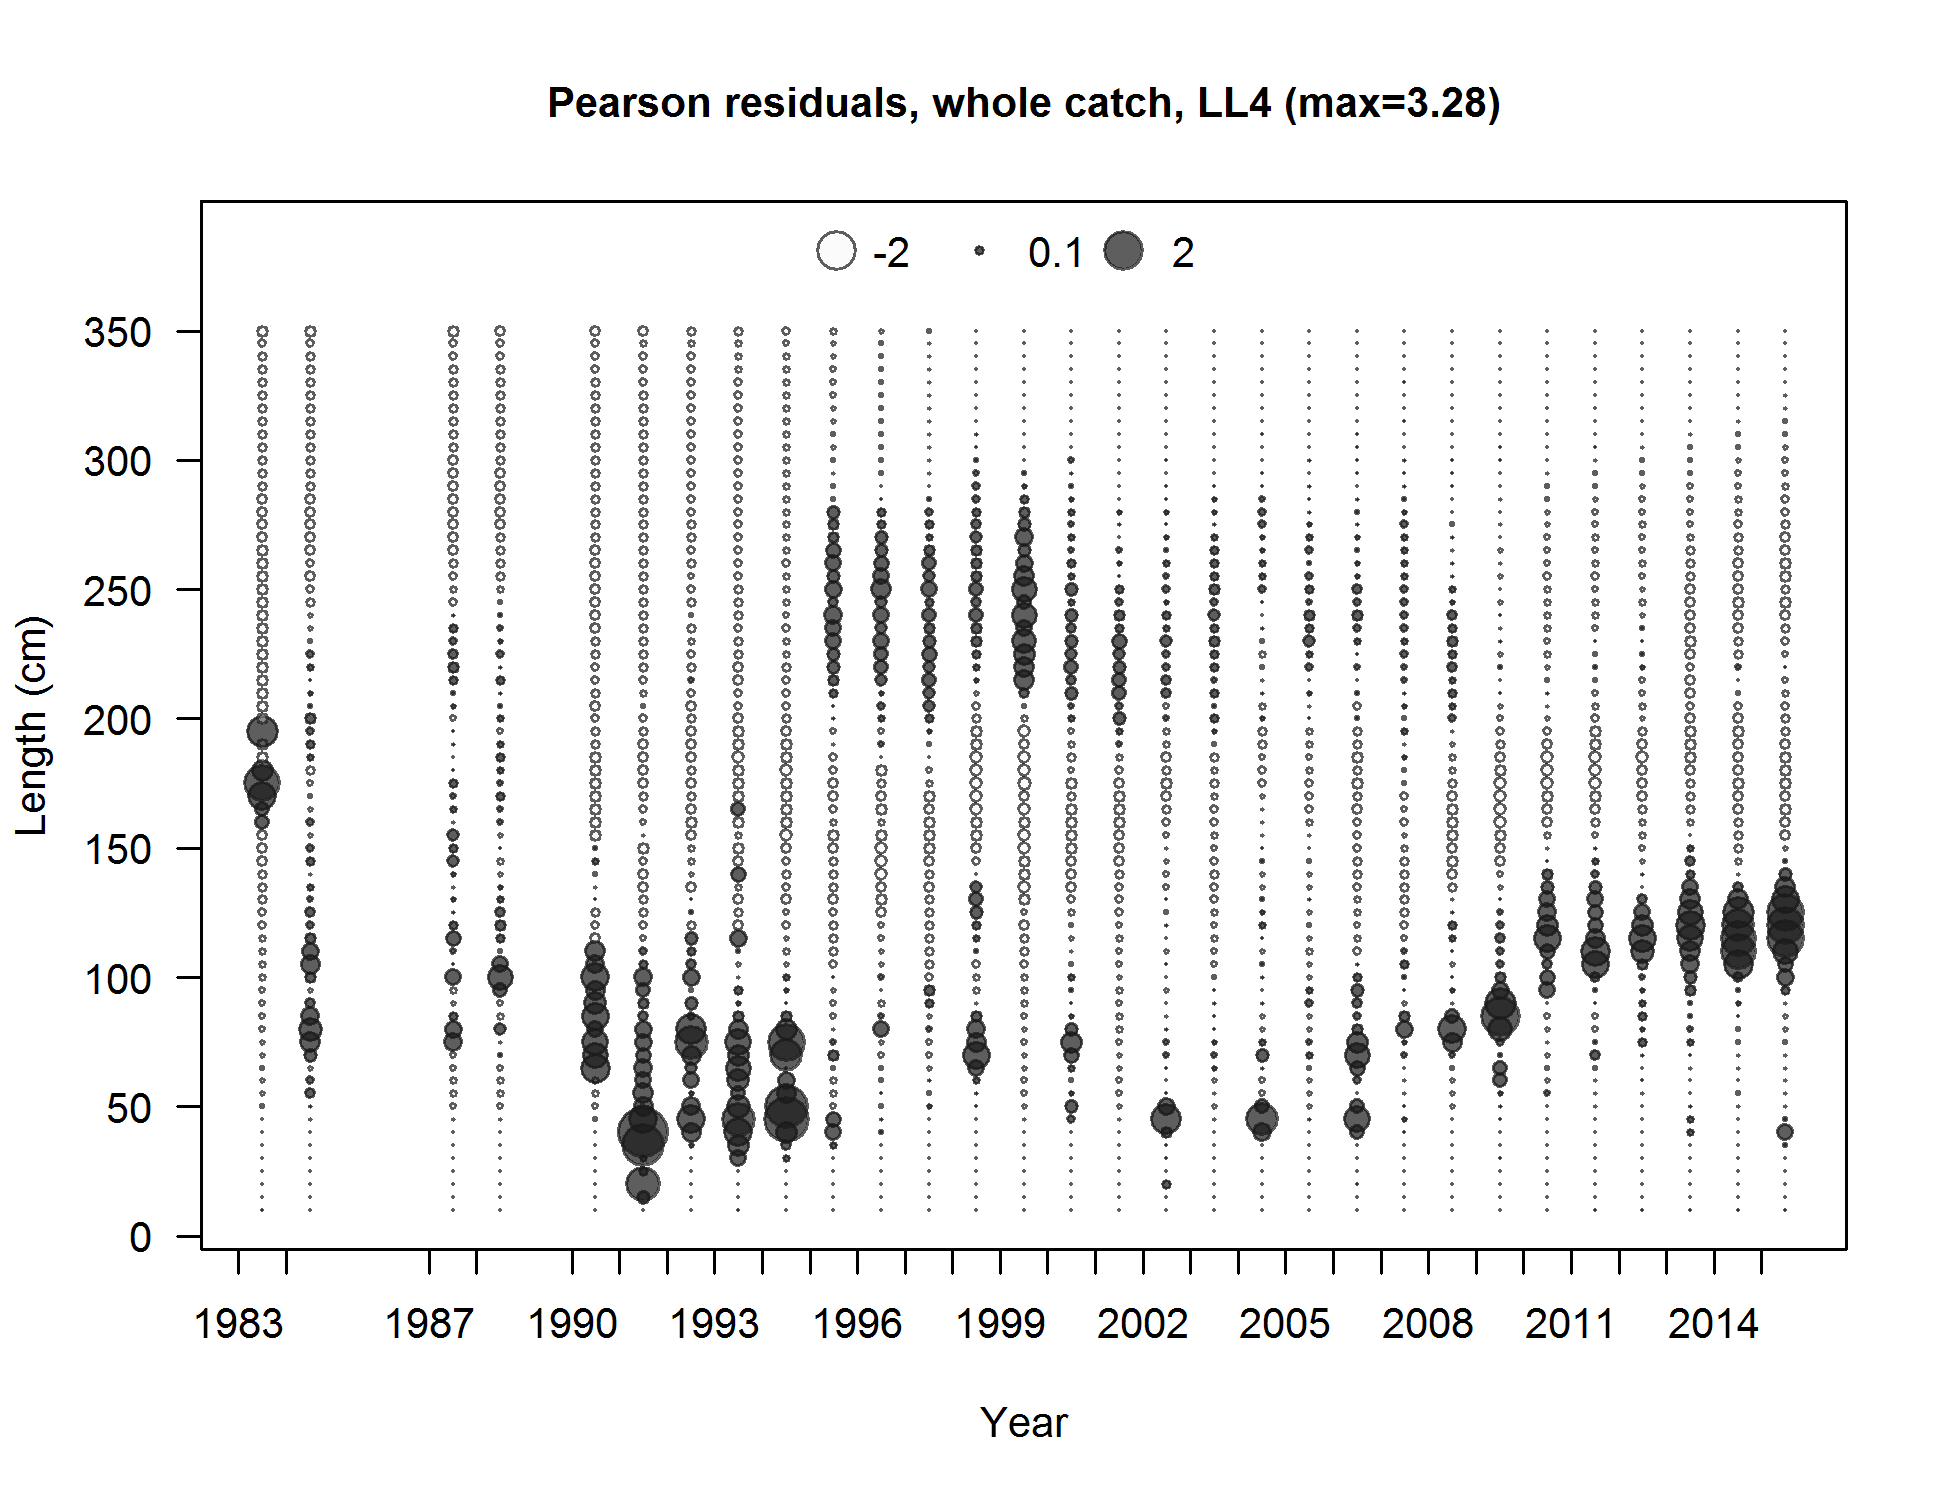 Pearson residuals, whole catch, LL4 (max=3.28)
-2 0.1 2
350
300
250
200
150
100
50
0
Length (cm)
1983 1987 1990 1993 1996 1999 2002 2005 2008 2011 2014
Year